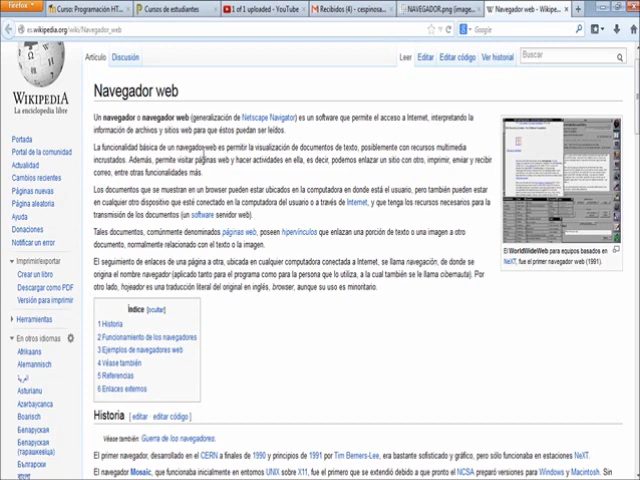 Firefox
Curso: Programación HT...
Cursos de estudiantes
1 of 1 uploaded - YouTube
Recibidos (4) - cespinosa...
NAVEGADOR.png (image...
Navegador web - Wikipe...
es.wikipedia.org/wiki/Navegador_web
Google
WIKIPEDIA
La enciclopedia libre
Portada
Portal de la comunidad
Actualidad
Cambios recientes
Páginas nuevas
Página aleatoria
Ayuda
Donaciones
Notificar un error
Imprimir/exportar
Crear un libro
Descargar como PDF
Versión para imprimir
Herramientas
En otros idiomas
Afrikaans
Alemannisch
العربية
Asturianu
Azərbaycanca
Boarisch
Беларуская
Беларуская
(тарашкевіца)
Български
বাংলা
Artículo Discusión
Leer Editar Editar código Ver historial
Buscar
Navegador web
Un navegador o navegador web (generalización de Netscape Navigator) es un software que permite el acceso a Internet, interpretando la
información de archivos y sitios web para que éstos puedan ser leídos.
La funcionalidad básica de un navegador web es permitir la visualización de documentos de texto, posiblemente con recursos multimedia
incrustados. Además, permite visitar páginas web y hacer actividades en ella, es decir, podemos enlazar un sitio con otro, imprimir, enviar y recibir
correo, entre otras funcionalidades más.
Los documentos que se muestran en un browser pueden estar ubicados en la computadora en donde está el usuario, pero también pueden estar
en cualquier otro dispositivo que esté conectado en la computadora del usuario o a través de Internet, y que tenga los recursos necesarios para la
transmisión de los documentos (un software servidor web).
Tales documentos, comúnmente denominados páginas web, poseen hipervínculos que enlazan una porción de texto o una imagen a otro
documento, normalmente relacionado con el texto o la imagen.
El seguimiento de enlaces de una página a otra, ubicada en cualquier computadora conectada a Internet, se llama navegación, de donde se
origina el nombre navegador (aplicado tanto para el programa como para la persona que lo utiliza, a la cual también se le llama cibernauta). Por
otro lado, hojeador es una traducción literal del original en inglés, browser, aunque su uso es minoritario.
El WorldWideWeb para equipos basados en
NeXT, fue el primer navegador web (1991).
Índice [ocultar]
1 Historia
2 Funcionamiento de los navegadores
3 Ejemplos de navegadores web
4 Véase también
5 Referencias
6 Enlaces externos
Historia [ editar · editar código ]
Véase también: Guerra de los navegadores.
El primer navegador, desarrollado en el CERN a finales de 1990 y principios de 1991 por Tim Berners-Lee, era bastante sofisticado y gráfico, pero sólo funcionaba en estaciones NeXT.
El navegador Mosaic, que funcionaba inicialmente en entornos UNIX sobre X11, fue el primero que se extendió debido a que pronto el NCSA preparó versiones para Windows y Macintosh. Sin